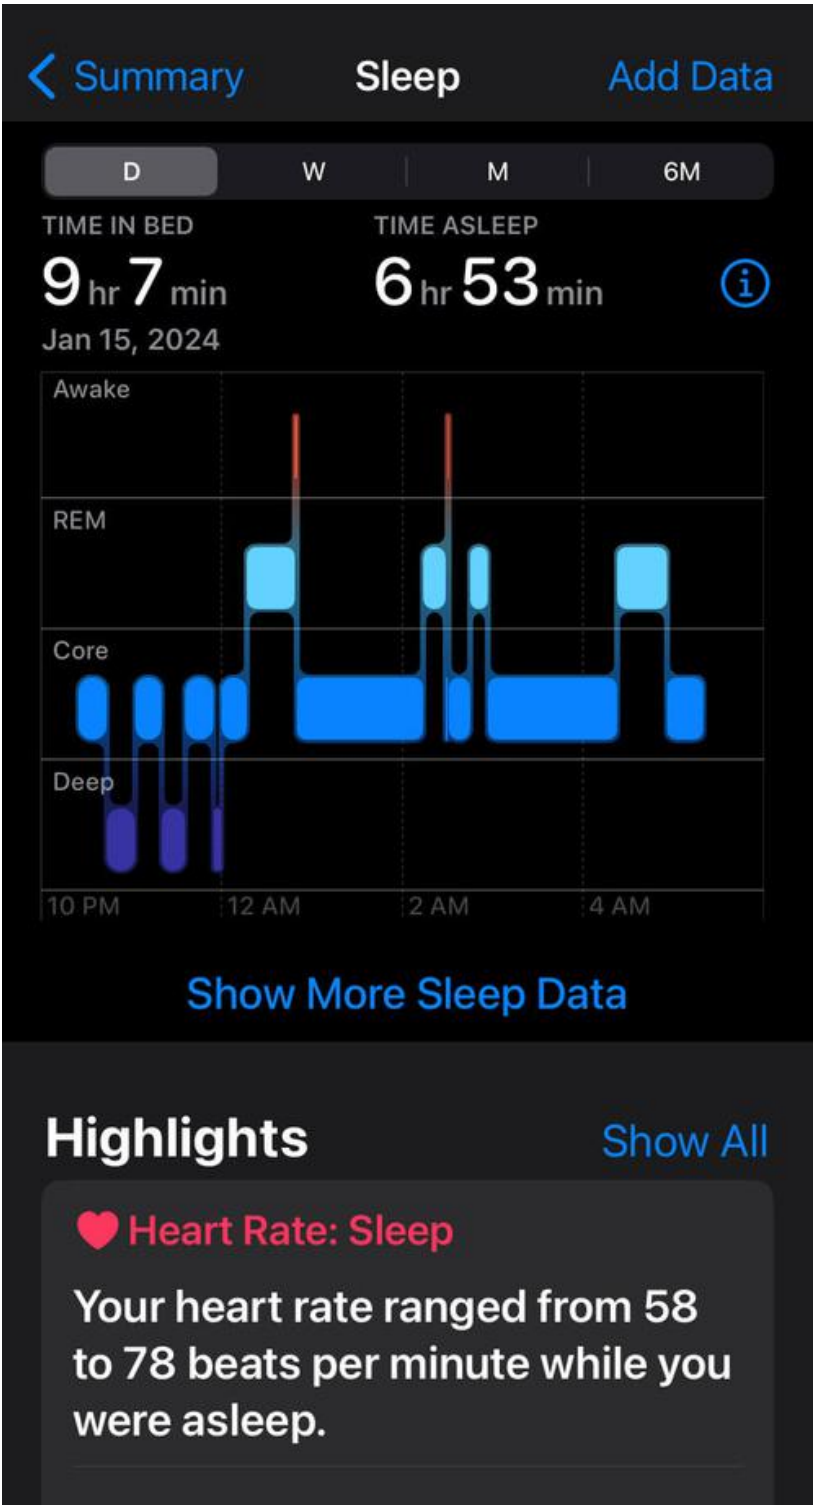 Summary Sleep Add Data
D W M 6M
TIME IN BED TIME ASLEEP
9 hr 7 min 6 hr 53 min i
Jan 15, 2024
Awake
REM
Core
Deep
10 PM 12 AM 2 AM 4 AM
Show More Sleep Data
Highlights Show All
Heart Rate: Sleep
Your heart rate ranged from 58
to 78 beats per minute while you
were asleep.